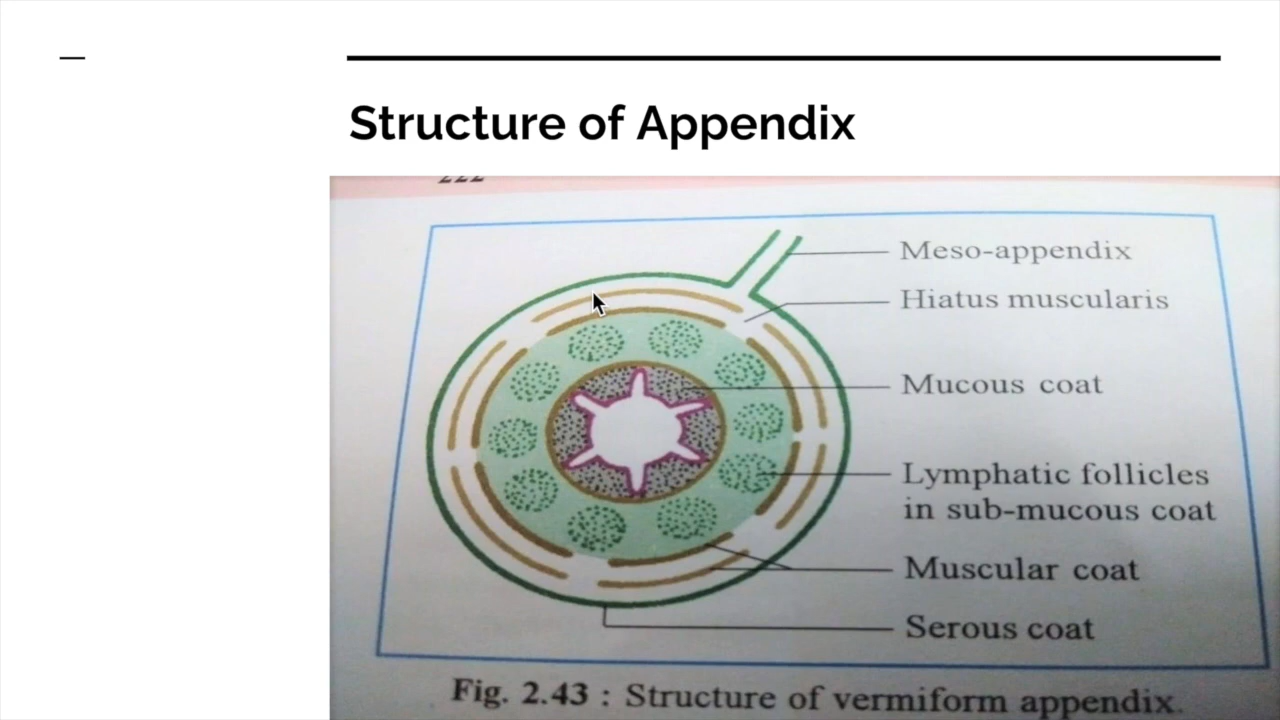 Structure of Appendix
222
Meso-appendix
Hiatus muscularis
Mucous coat
Lymphatic follicles
in sub-mucous coat
Muscular coat
Serous coat
Fig. 2.43 : Structure of vermiform appendix.